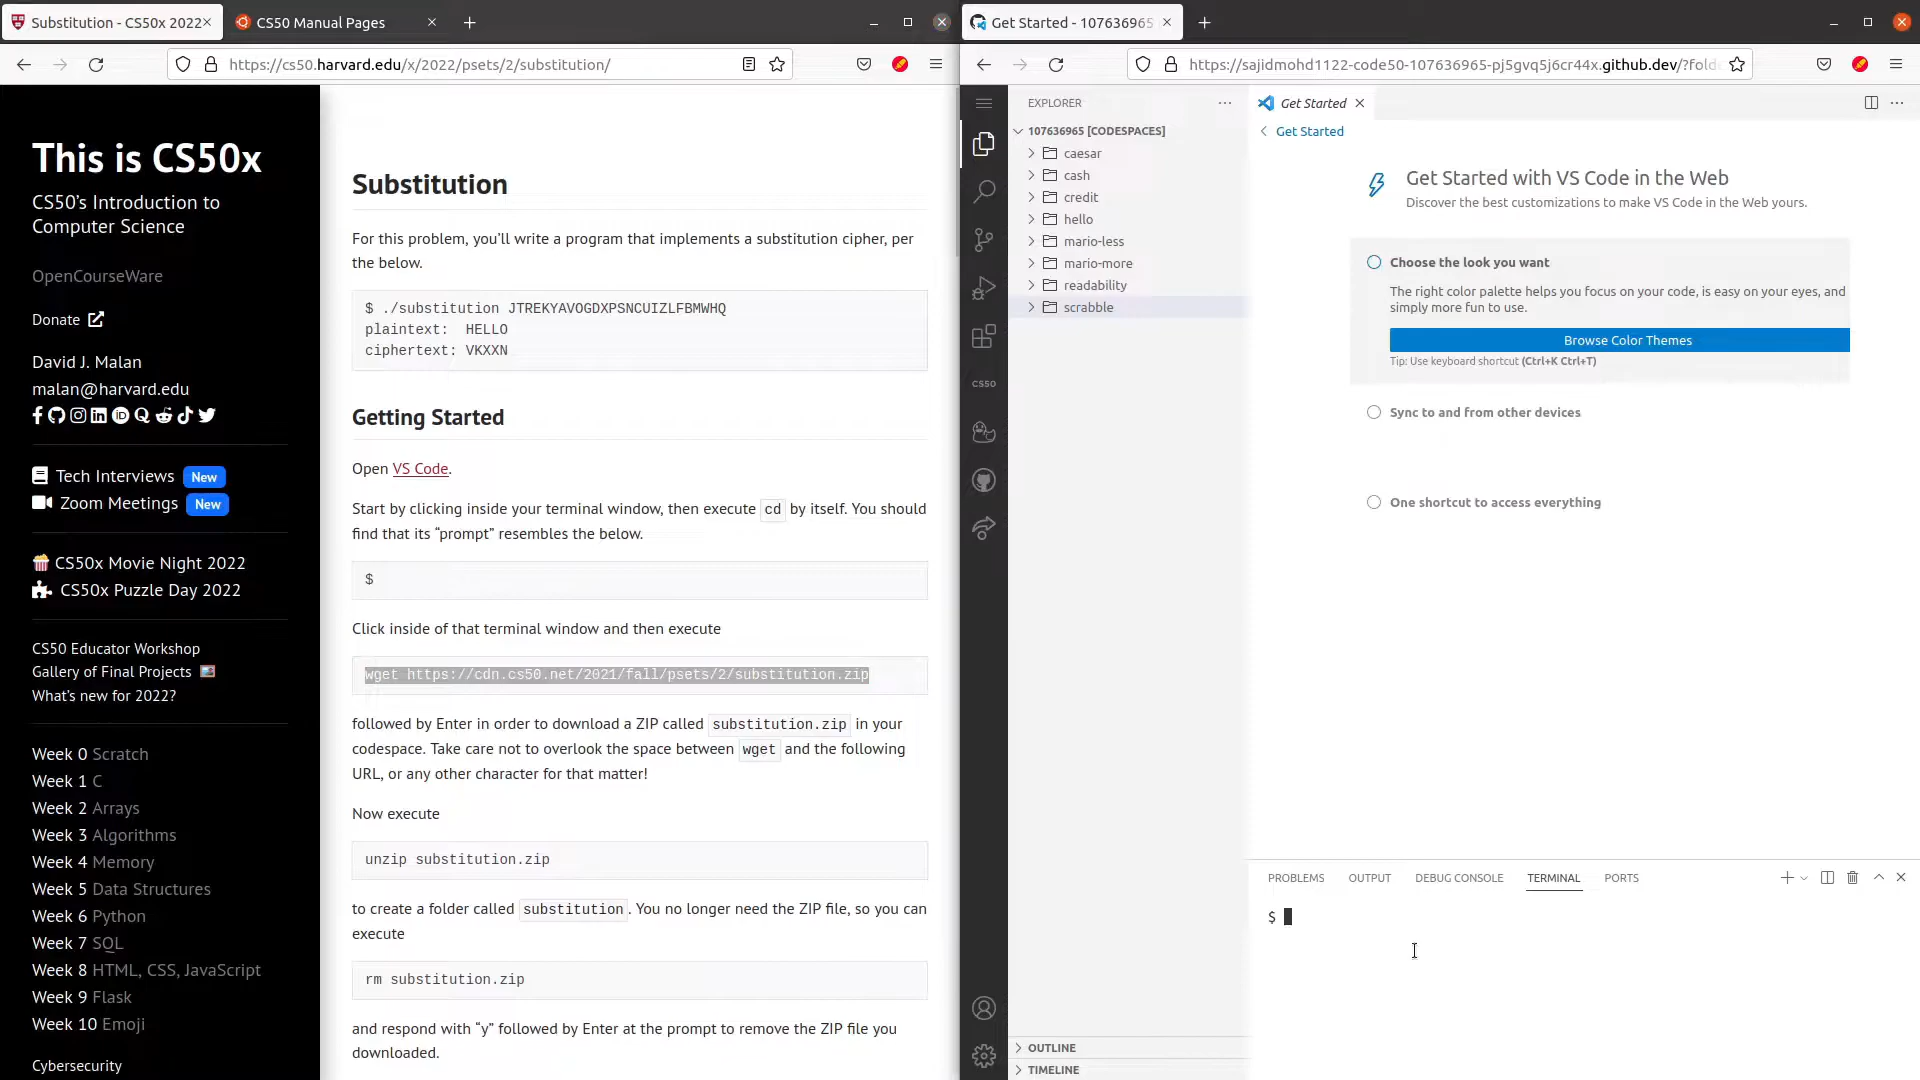 Substitution - CS50x 2022
CS50 Manual Pages
https://cs50.harvard.edu/x/2022/psets/2/substitution/
This is CS50x
CS50’s Introduction to
Computer Science
OpenCourseWare
Donate
David J. Malan
malan@harvard.edu
Tech Interviews New
Zoom Meetings New
CS50x Movie Night 2022
CS50x Puzzle Day 2022
CS50 Educator Workshop
Gallery of Final Projects
What’s new for 2022?
Week 0 Scratch
Week 1 C
Week 2 Arrays
Week 3 Algorithms
Week 4 Memory
Week 5 Data Structures
Week 6 Python
Week 7 SQL
Week 8 HTML, CSS, JavaScript
Week 9 Flask
Week 10 Emoji
Cybersecurity
Substitution
For this problem, you’ll write a program that implements a substitution cipher, per
the below.
$ ./substitution JTREKYAVOGDXPSNCUIZLFBMWHQ
plaintext:  HELLO
ciphertext: VKXXN
Getting Started
Open VS Code.
Start by clicking inside your terminal window, then execute cd by itself. You should
find that its “prompt” resembles the below.
$
Click inside of that terminal window and then execute
wget https://cdn.cs50.net/2021/fall/psets/2/substitution.zip
followed by Enter in order to download a ZIP called substitution.zip in your
codespace. Take care not to overlook the space between wget and the following
URL, or any other character for that matter!
Now execute
unzip substitution.zip
to create a folder called substitution. You no longer need the ZIP file, so you can
execute
rm substitution.zip
and respond with “y” followed by Enter at the prompt to remove the ZIP file you
downloaded.
Get Started - 107636965
https://sajidmohd1122-code50-107636965-pj5gvq5j6cr44x.github.dev/?fold
CS50
EXPLORER
107636965 [CODESPACES]
caesar
cash
credit
hello
mario-less
mario-more
readability
scrabble
OUTLINE
TIMELINE
Get Started
Get Started
Get Started with VS Code in the Web
Discover the best customizations to make VS Code in the Web yours.
Choose the look you want
The right color palette helps you focus on your code, is easy on your eyes, and
simply more fun to use.
Browse Color Themes
Tip: Use keyboard shortcut (Ctrl+K Ctrl+T)
Sync to and from other devices
One shortcut to access everything
PROBLEMS OUTPUT DEBUG CONSOLE TERMINAL PORTS
$